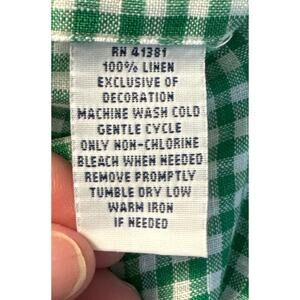 RN 41381
100% LINEN
EXCLUSIVE OF
DECORATION
MACHINE WASH COLD
GENTLE CYCLE
ONLY NON-CHLORINE
BLEACH WHEN NEEDED
REMOVE PROMPTLY
TUMBLE DRY LOW
WARM IRON
IF NEEDED